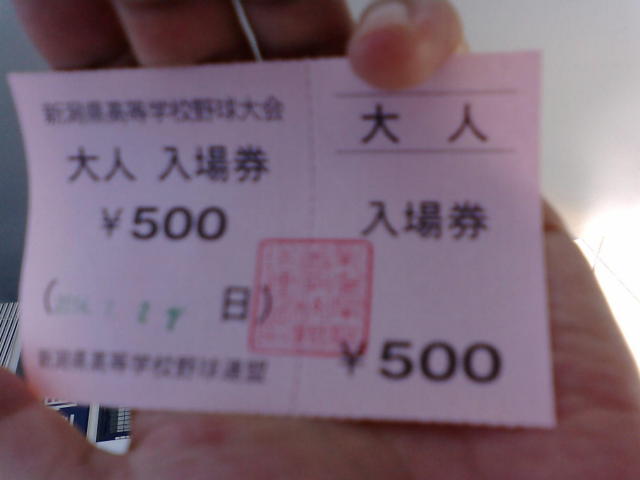 新潟県高等学校野球大会
大人 入場券
¥500
( 日)
新潟県高等学校野球連盟
大 人
入場券
¥500